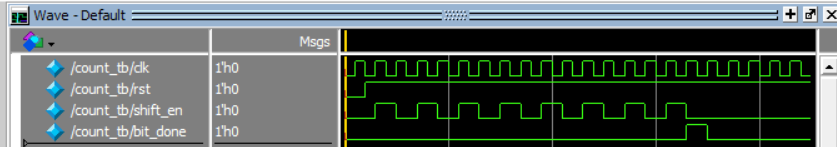 Wave - Default
Msgs
/count_tb/clk 1'h0
/count_tb/rst 1'h0
/count_tb/shift_en 1'h0
/count_tb/bit_done 1'h0